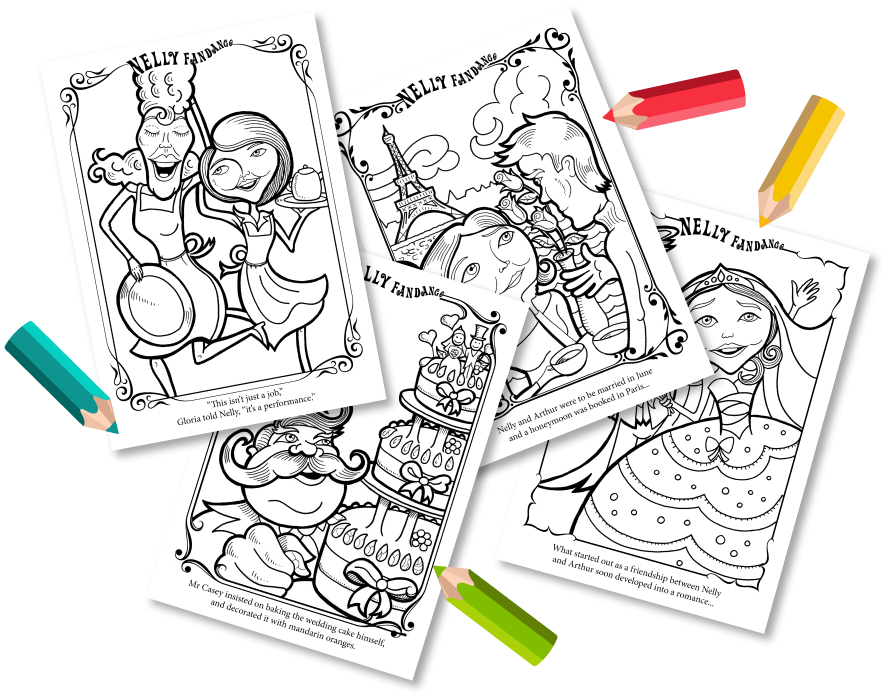 NELLY FANDANGO
"This isn't just a job,"
Gloria told Nelly, "it's a performance."
NELLY FANDANGO
Nelly and Arthur were to be married in June
and a honeymoon was booked in Paris...
FANDANGO
Mr Casey insisted on baking the wedding cake himself,
and decorated it with mandarin oranges.
NELLY FANDANGO
What started out as a friendship between Nelly
and Arthur soon developed into a romance...